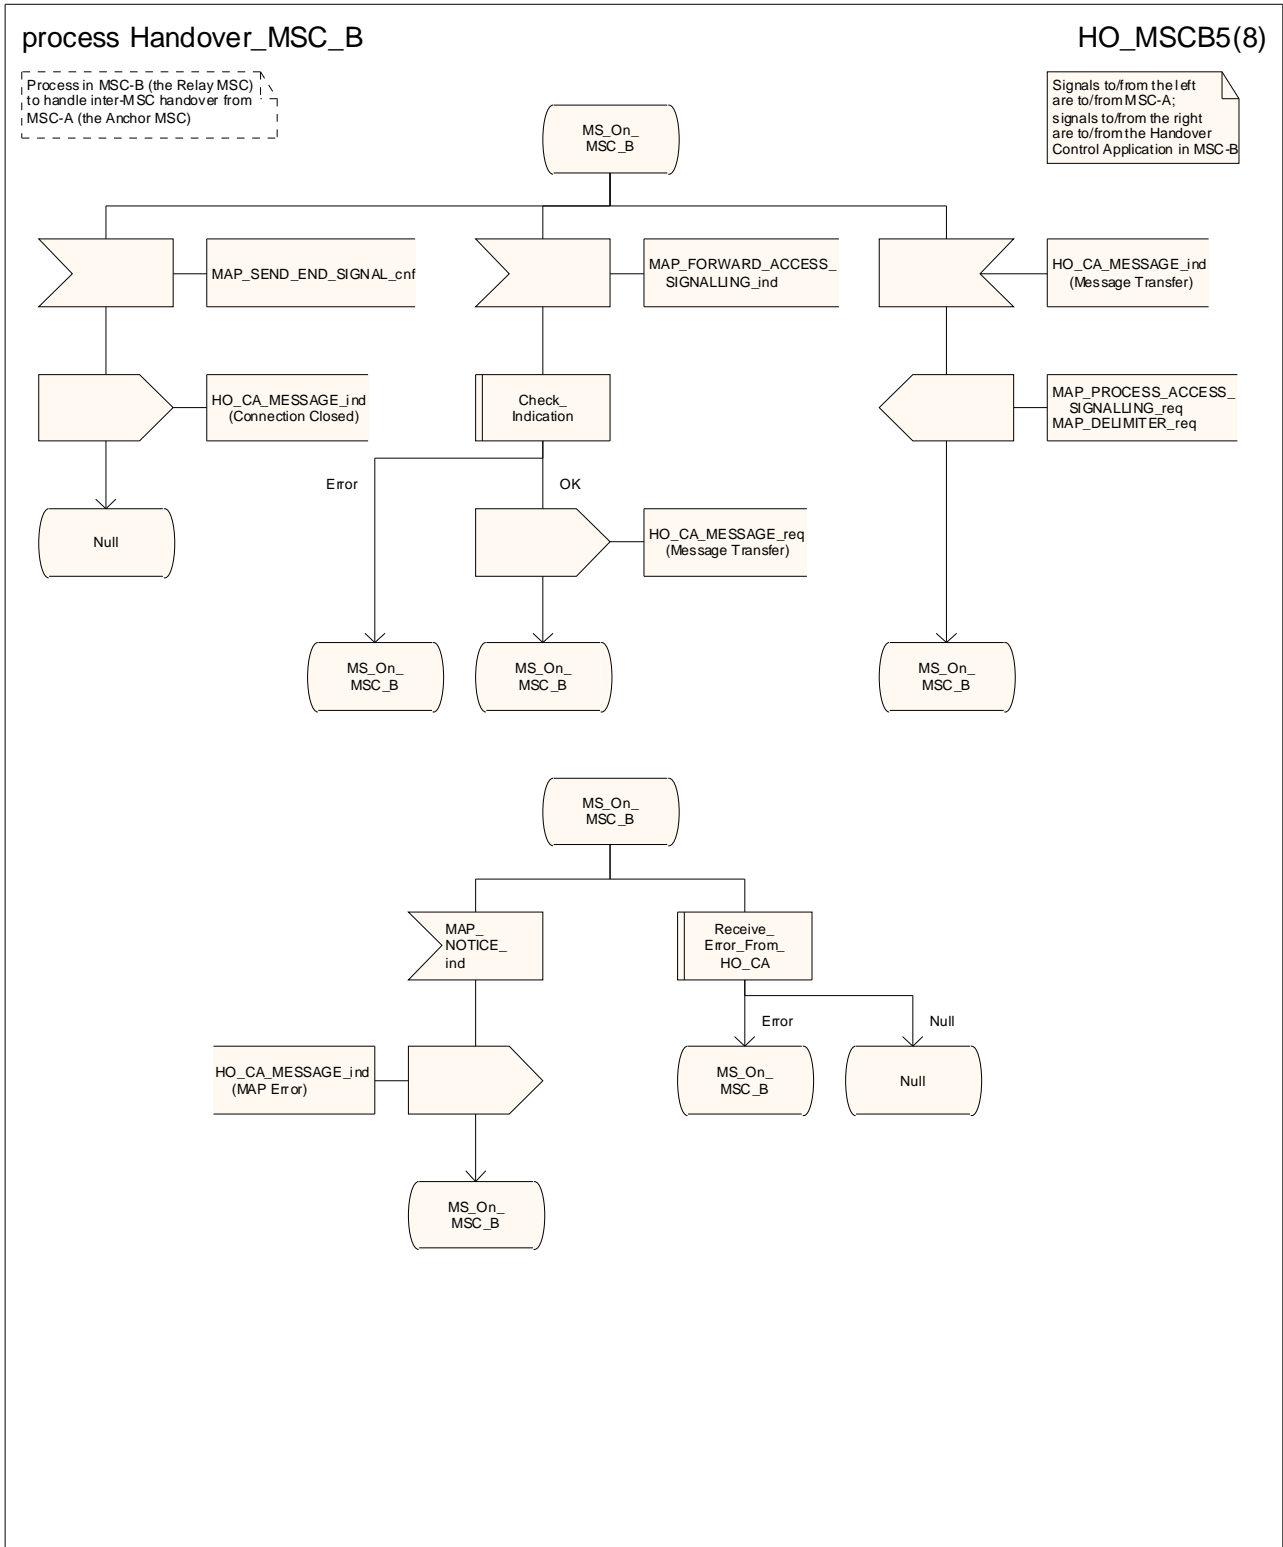 process Handover_MSC_B
HO_MSCB5(8)
Process in MSC-B (the Relay MSC)
to handle inter-MSC handover from
MSC-A (the Anchor MSC)
Signals to/from the left
are to/from MSC-A;
signals to/from the right
are to/from the Handover
Control Application in MSC-B
MS_On_
MSC_B
MAP_SEND_END_SIGNAL_cnf
MAP_FORWARD_ACCESS_
SIGNALLING_ind
HO_CA_MESSAGE_ind
(Message Transfer)
HO_CA_MESSAGE_ind
(Connection Closed)
Check_
Indication
MAP_PROCESS_ACCESS_
SIGNALLING_req
MAP_DELIMITER_req
Error
OK
Null
HO_CA_MESSAGE_req
(Message Transfer)
MS_On_
MSC_B
MS_On_
MSC_B
MS_On_
MSC_B
MS_On_
MSC_B
MAP_
NOTICE_
ind
Receive_
Error_From_
HO_CA
Error
Null
HO_CA_MESSAGE_ind
(MAP Error)
MS_On_
MSC_B
Null
MS_On_
MSC_B